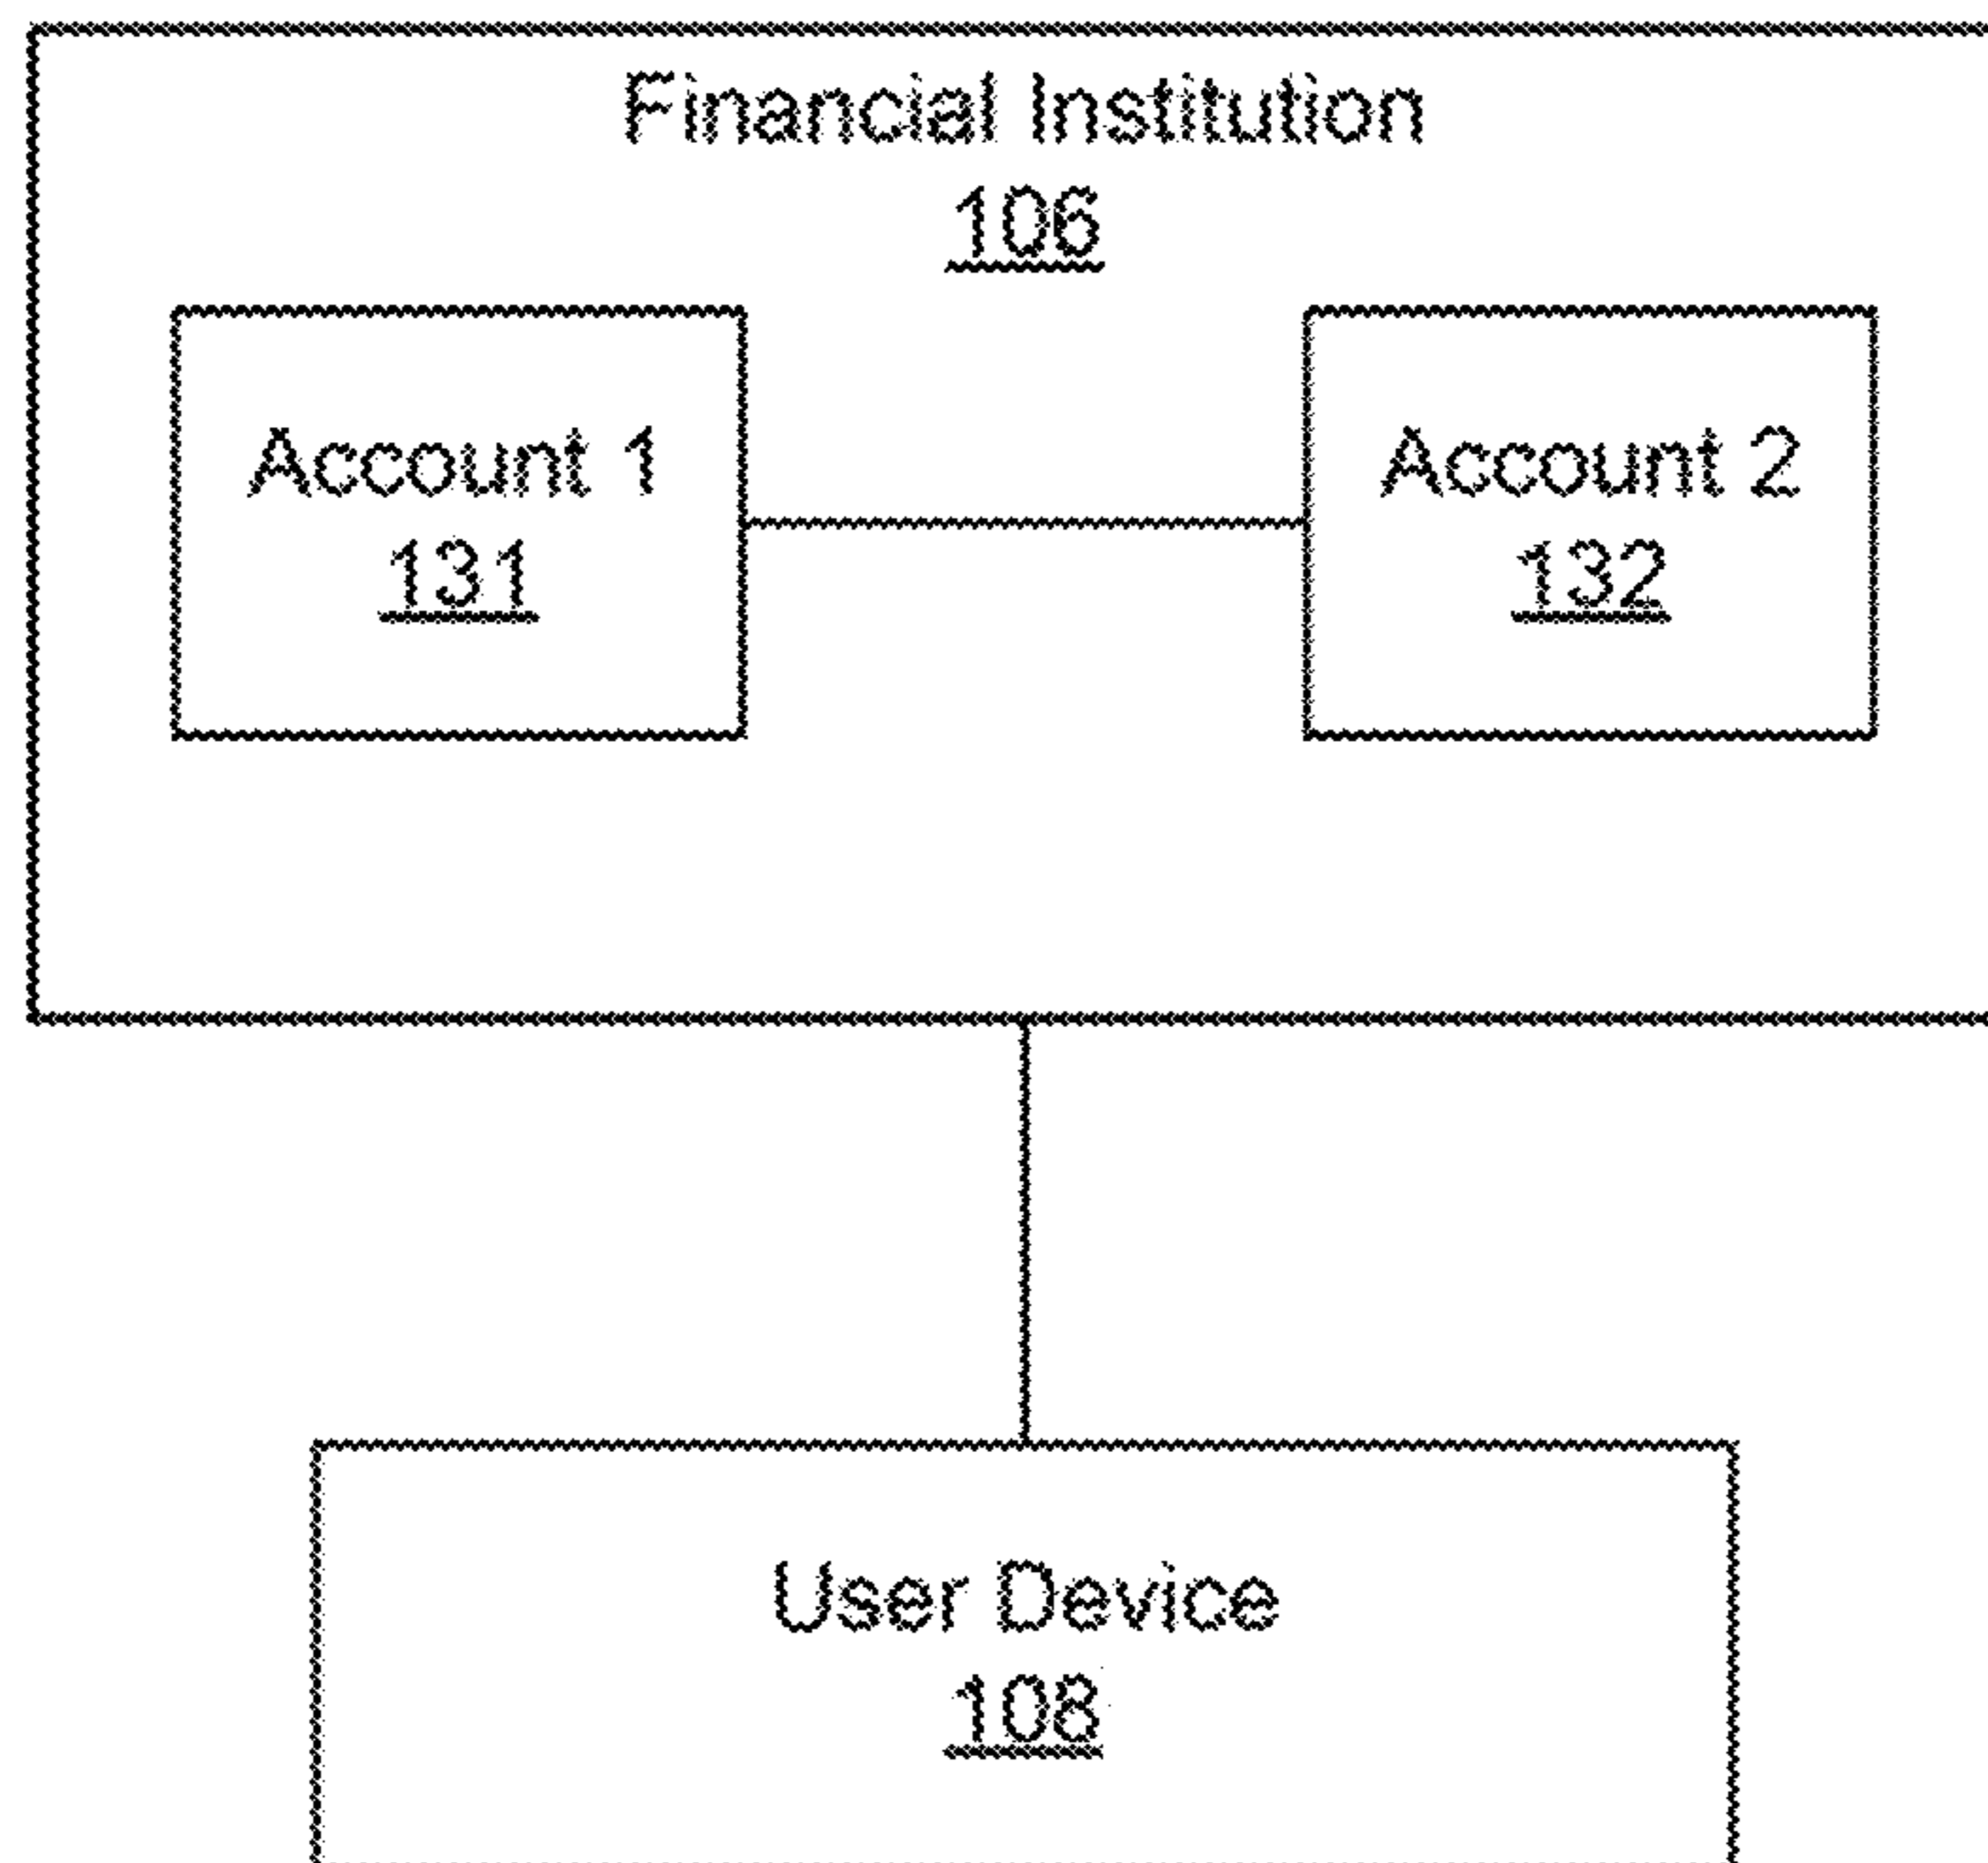 Financial Institution
106
Account 1
131
Account 2
132
User Device
108